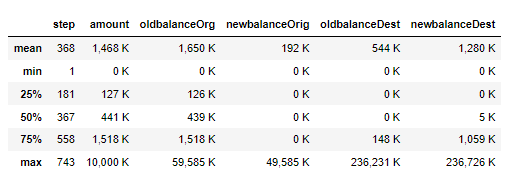 step amount oldbalanceOrg newbalanceOrig oldbalanceDest newbalanceDest
mean 368 1,468 K 1,650 K 192 K 544 K 1,280 K
min 1 0 K 0 K 0 K 0 K 0 K
25% 181 127 K 126 K 0 K 0 K 0 K
50% 367 441 K 439 K 0 K 0 K 5 K
75% 558 1,518 K 1,518 K 0 K 148 K 1,059 K
max 743 10,000 K 59,585 K 49,585 K 236,231 K 236,726 K